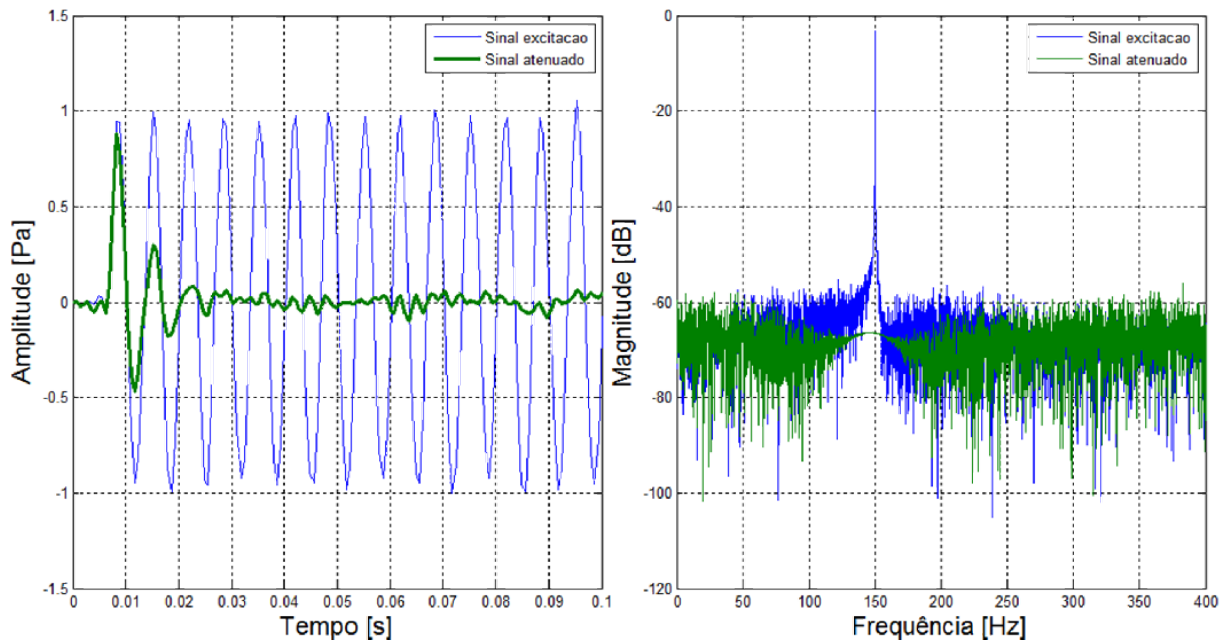 1.5
1
0.5
0
-0.5
-1
-1.5
Amplitude [Pa]
Sinal excitacao
Sinal atenuado
0 0.01 0.02 0.03 0.04 0.05 0.06 0.07 0.08 0.09 0.1
Tempo [s]
0
-20
-40
-60
-80
-100
-120
Magnitude [dB]
Sinal excitacao
Sinal atenuado
0 50 100 150 200 250 300 350 400
Frequência [Hz]